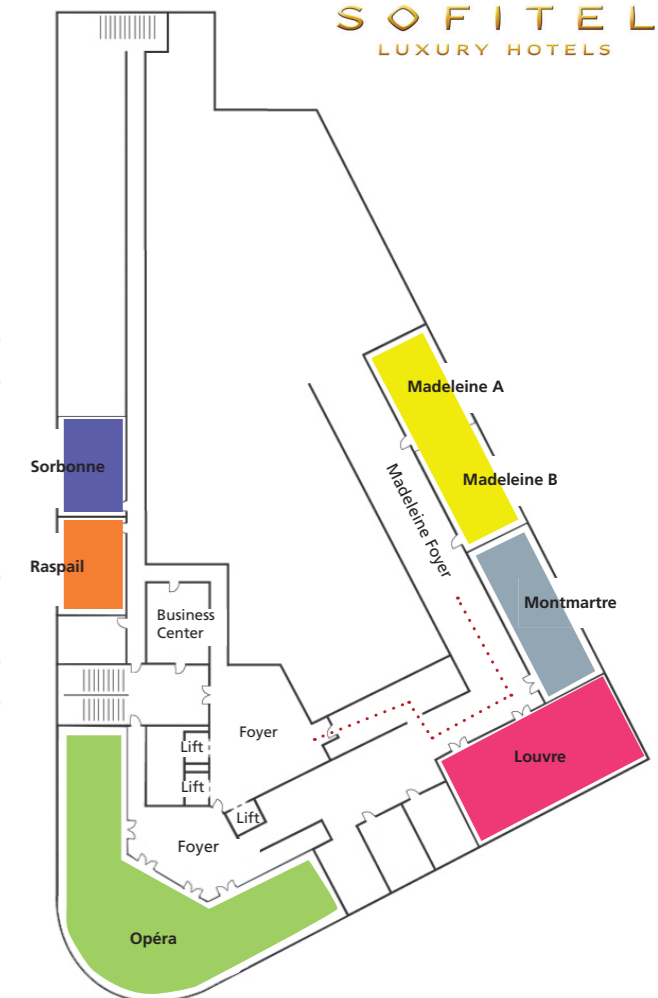 SOFITEL
LUXURY HOTELS
Madeleine A
Sorbonne
Madeleine B
Madeleine Foyer
Raspail
Montmartre
Business
Center
Foyer
Lift
Louvre
Lift
Lift
Foyer
Opéra